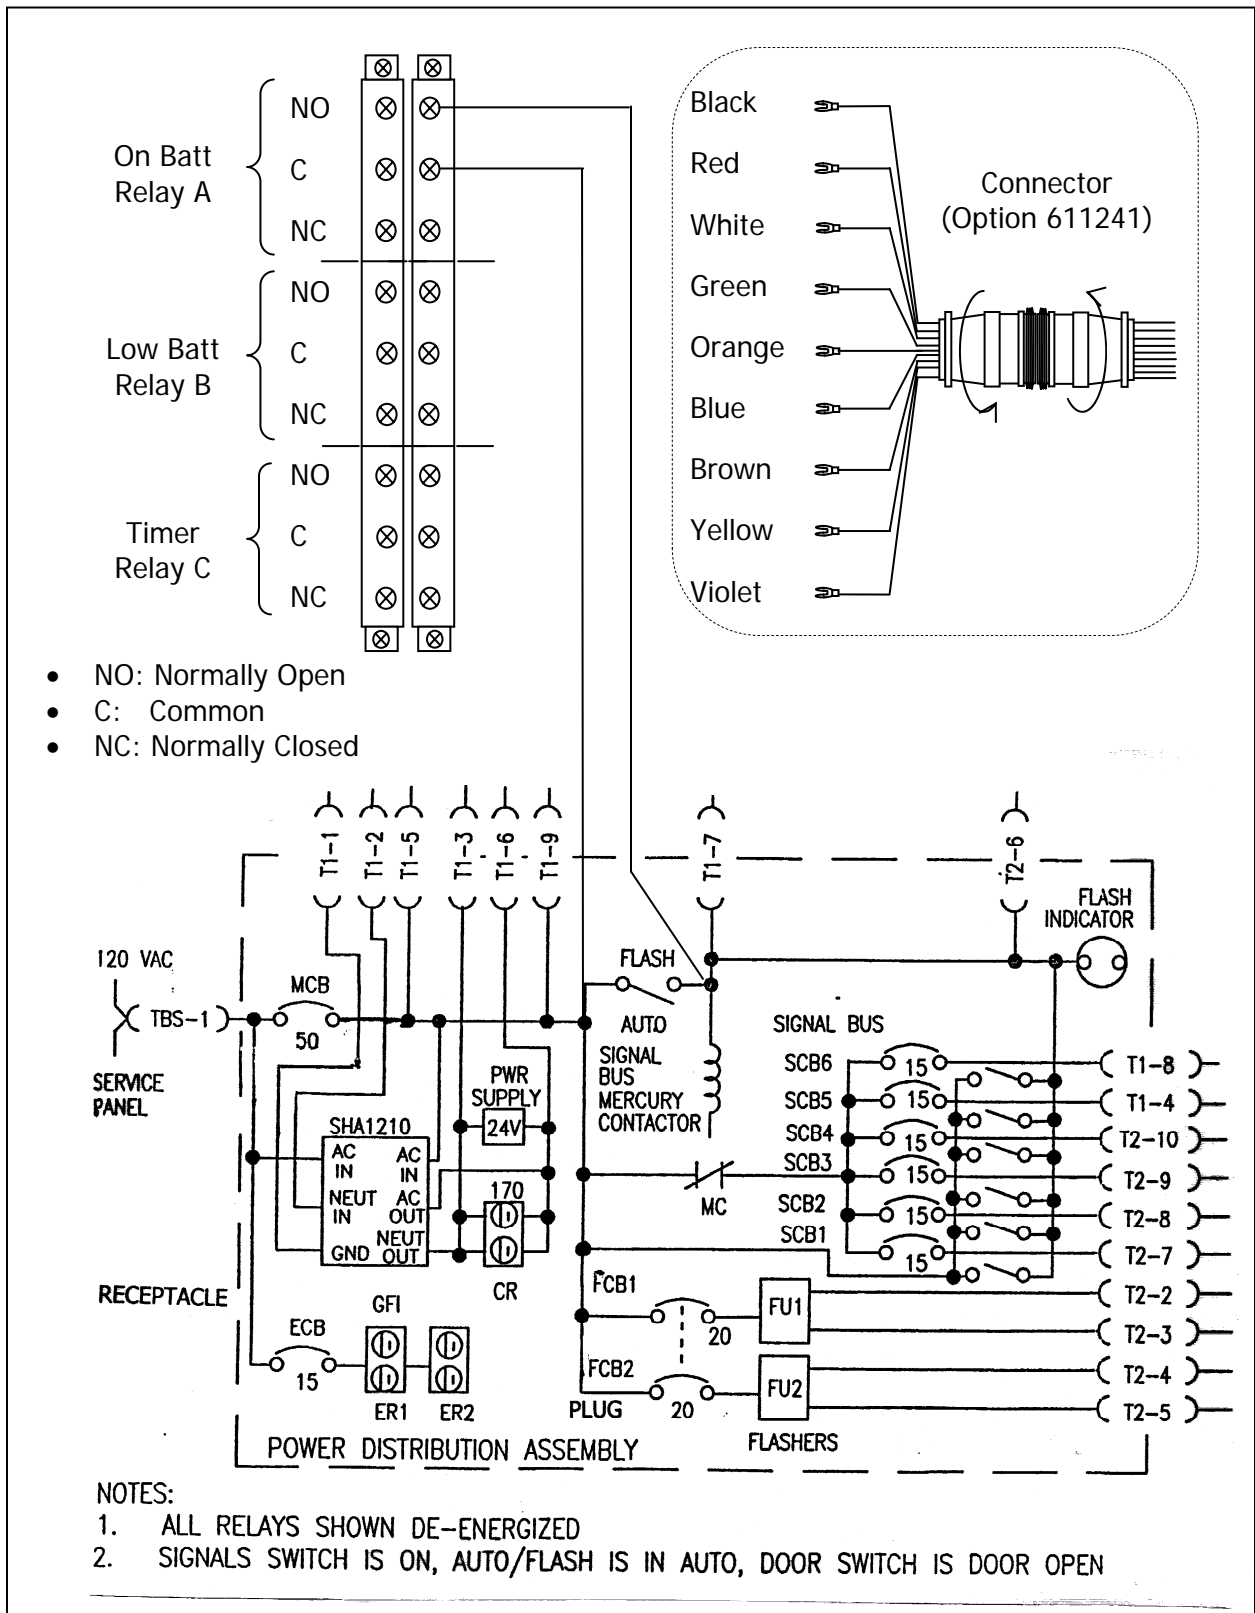 On Batt
Relay A
NO
C
NC
Low Batt
Relay B
NO
C
NC
Timer
Relay C
NO
C
NC
Black
Red
White
Green
Orange
Blue
Brown
Yellow
Violet
Connector
(Option 611241)
• NO: Normally Open
• C: Common
• NC: Normally Closed
T1-1
T1-2
T1-5
T1-3
T1-6
T1-9
T1-7
T2-6
FLASH
INDICATOR
120 VAC
TBS-1
MCB
50
SERVICE
PANEL
FLASH
AUTO
SIGNAL
BUS
MERCURY
CONTACTOR
PWR
SUPPLY
24V
SHA1210
AC
IN
AC
IN
NEUT
IN
AC
OUT
GND
NEUT
OUT
170
CR
MC
SIGNAL BUS
SCB6
15
T1-8
SCB5
15
T1-4
SCB4
15
T2-10
SCB3
15
T2-9
SCB2
15
T2-8
SCB1
15
T2-7
RECEPTACLE
ECB
15
GFI
ER1
ER2
FCB1
20
FU1
T2-2
T2-3
FCB2
20
FU2
T2-4
T2-5
PLUG
FLASHERS
POWER DISTRIBUTION ASSEMBLY
NOTES:
1. ALL RELAYS SHOWN DE-ENERGIZED
2. SIGNALS SWITCH IS ON, AUTO/FLASH IS IN AUTO, DOOR SWITCH IS DOOR OPEN